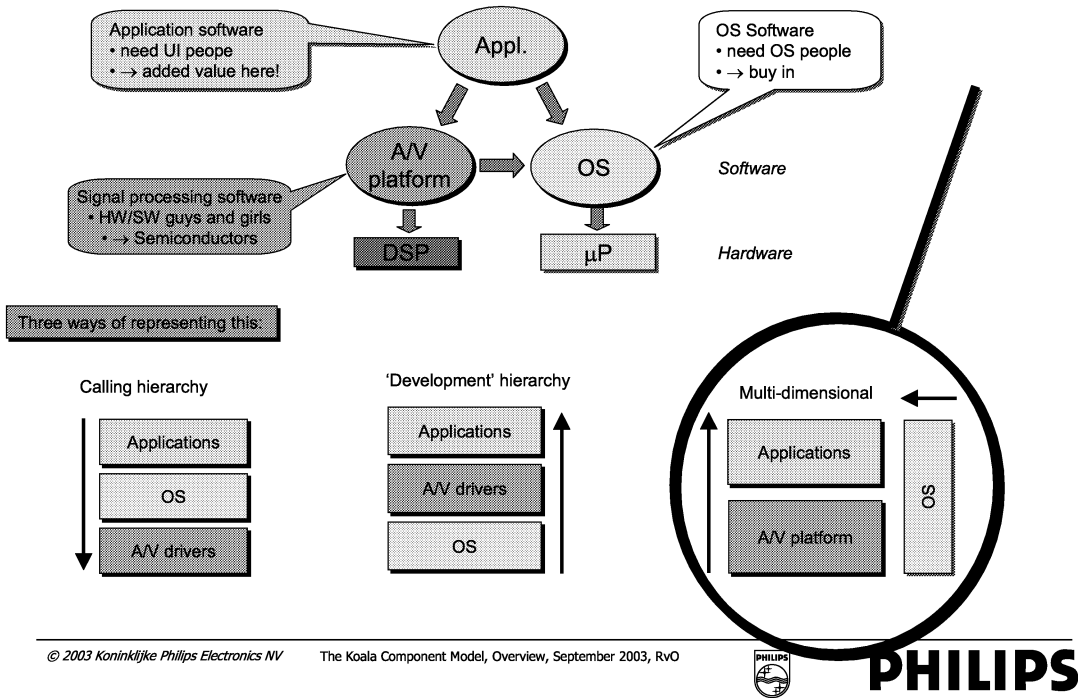 Application software
• need UI peope
• → added value here!
Appl.
OS Software
• need OS people
• → buy in
A/V
platform
OS
Software
Signal processing software
• HW/SW guys and girls
• → Semiconductors
DSP
μP
Hardware
Three ways of representing this:
Calling hierarchy
Applications
OS
A/V drivers
'Development' hierarchy
Applications
A/V drivers
OS
Multi-dimensional
Applications
A/V platform
OS
© 2003 Koninklijke Philips Electronics NV
The Koala Component Model, Overview, September 2003, RvO
PHILIPS
PHILIPS